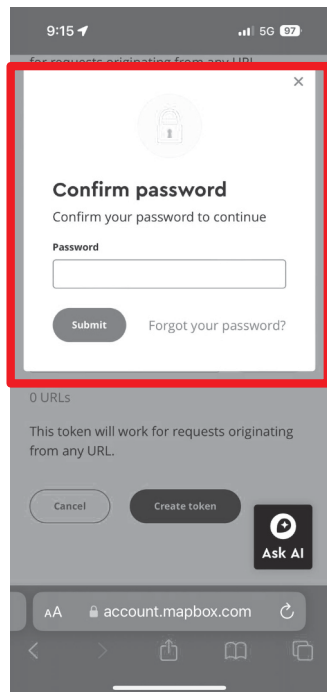 9:15
5G 97
for requests originating from any URL.
×
Confirm password
Confirm your password to continue
Password
Submit Forgot your password?
0 URLs
This token will work for requests originating
from any URL.
Cancel Create token
Ask AI
AA account.mapbox.com